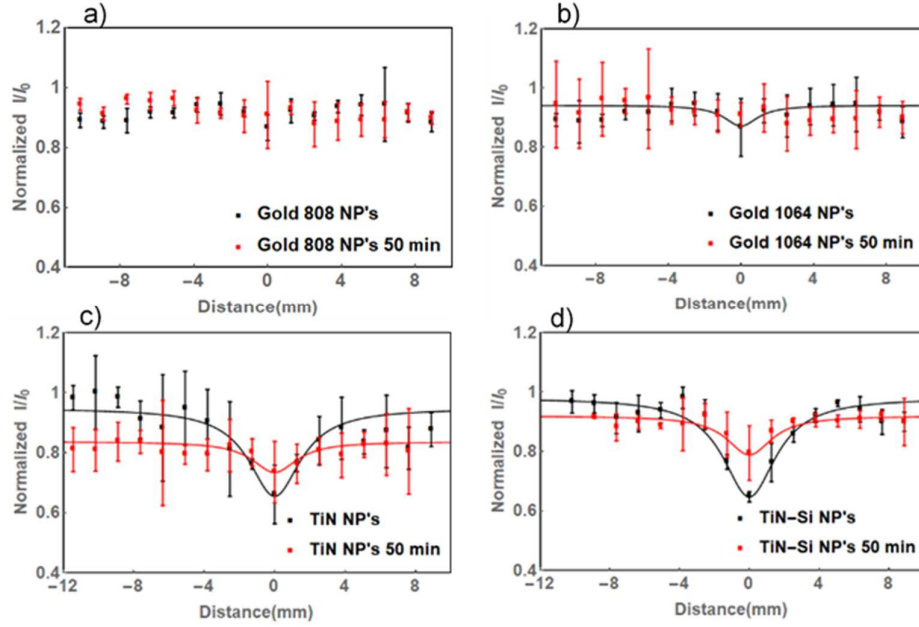 a)
1.2
1
0.8
0.6
0.4
Normalized I/I0
Gold 808 NP's
Gold 808 NP's 50 min
−8 −4 0 4 8
Distance(mm)
b)
1.2
1
0.8
0.6
0.4
Normalized I/I0
Gold 1064 NP's
Gold 1064 NP's 50 min
−8 −4 0 4 8
Distance(mm)
c)
1.2
1
0.8
0.6
0.4
Normalized I/I0
TiN NP's
TiN NP's 50 min
−12 −8 −4 0 4 8
Distance(mm)
d)
1.2
1
0.8
0.6
0.4
Normalized I/I0
TiN−Si NP's
TiN−Si NP's 50 min
−12 −8 −4 0 4 8
Distance(mm)